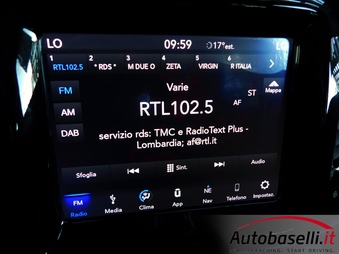 LO 09:59 17°est. LO
1 2 3 4 5 6
RTL102.5 * RDS * M DUE O ZETA VIRGIN R ITALIA
FM Varie ST Mappa
RTL102.5 AF
AM
DAB servizio rds: TMC e RadioText Plus -
Lombardia; af@rtl.it
Sfoglia Sint. Audio
FM NE
Radio Media Clima App Nav Telefono Impostaz.
Autobaselli.it